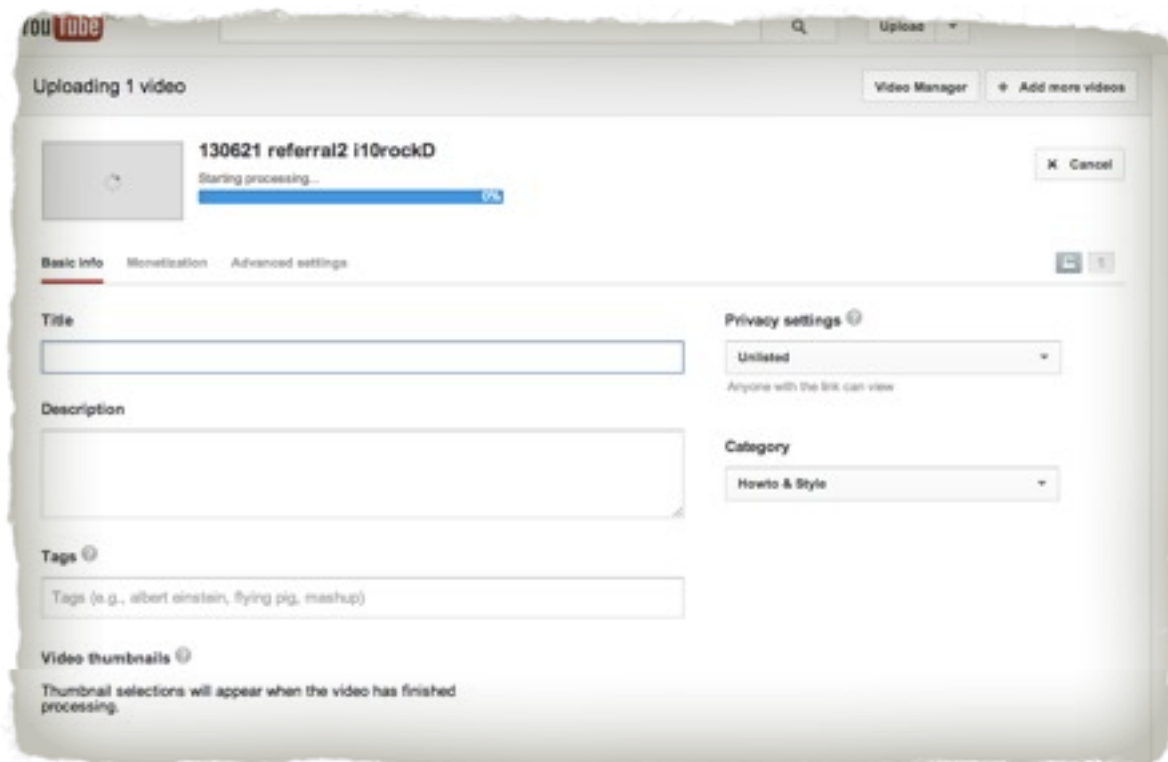 You Tube
Upload
Uploading 1 video
Video Manager
+ Add more videos
130621 referral2 i10rockD
Starting processing...
0%
✕ Cancel
Basic info
Monetization
Advanced settings
Title
Privacy settings
Unlisted
Anyone with the link can view
Description
Category
Howto & Style
Tags
Tags (e.g., albert einstein, flying pig, mashup)
Video thumbnails
Thumbnail selections will appear when the video has finished
processing.